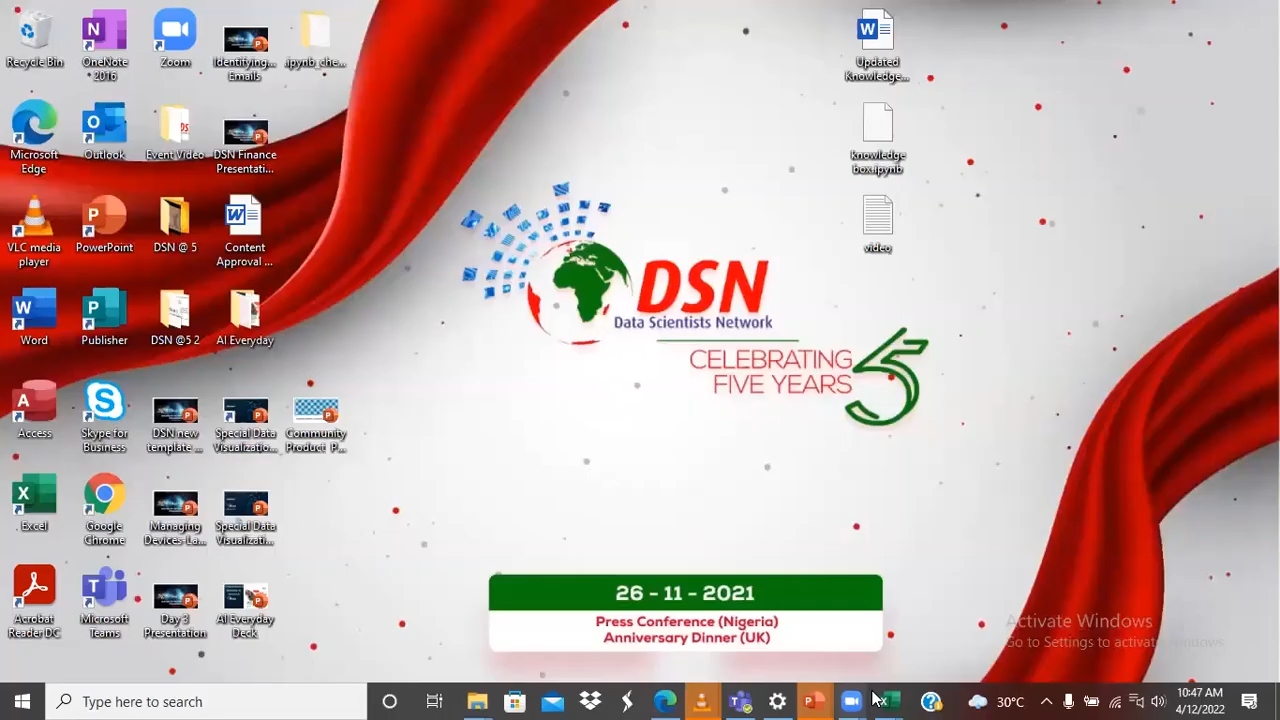 Recycle Bin
OneNote
2016
Zoom
Identifying...
Emails
.ipynb_che...
Updated
Knowledge...
Microsoft
Edge
Outlook
Event Video
DSN Finance
Presentati...
knowledge
box.ipynb
VLC media
player
PowerPoint
DSN @ 5
Content
Approval ...
video
DSN
Data Scientists Network
CELEBRATING
FIVE YEARS
5
Word
Publisher
DSN @5 2
AI Everyday
Access
Skype for
Business
DSN new
template ...
Special Data
Visualizatio...
Community
Product P...
Excel
Google
Chrome
Managing
Devices-La...
Special Data
Visualizati...
Acrobat
Reader DC
Microsoft
Teams
Day 3
Presentation
AI Everyday
Deck
26 - 11 - 2021
Press Conference (Nigeria)
Anniversary Dinner (UK)
Activate Windows
Go to Settings to activate Windows
Type here to search
30°C
10:47 AM
4/12/2022